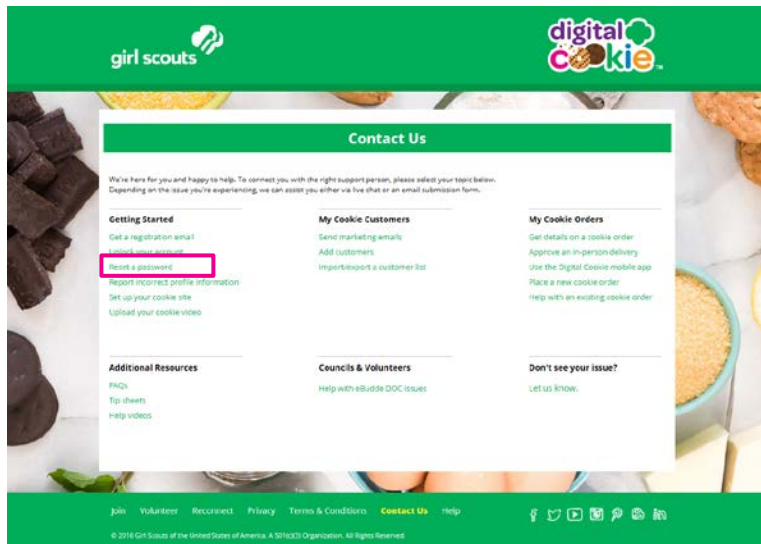 girl scouts
digital
cookie™
Contact Us
We're here for you and happy to help. To connect you with the right support person, please select your topic below.
Depending on the issue you're experiencing, we can assist you either via live chat or an email submission form.
Getting Started
Get a registration email
Unlock your account
Reset a password
Report incorrect profile information
Set up your cookie site
Upload your cookie video
My Cookie Customers
Send marketing emails
Add customers
Import/export a customer list
My Cookie Orders
Get details on a cookie order
Approve an in-person delivery
Use the Digital Cookie mobile app
Place a new cookie order
Help with an existing cookie order
Additional Resources
FAQs
Tip sheets
Help videos
Councils & Volunteers
Help with eBudde DOC issues
Don't see your issue?
Let us know.
Join Volunteer Reconnect Privacy Terms & Conditions Contact Us Help
© 2016 Girl Scouts of the United States of America. A 501(c)(3) Organization. All Rights Reserved.